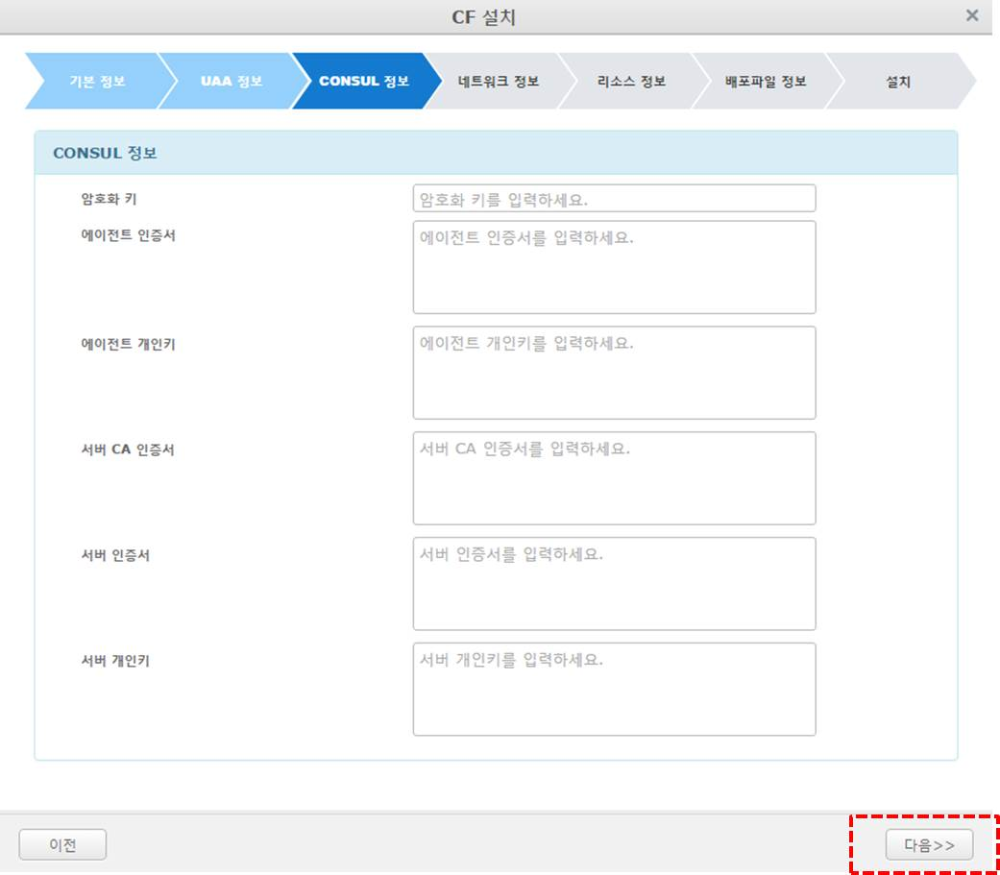 CF 설치 ×
기본 정보 UAA 정보 CONSUL 정보 네트워크 정보 리소스 정보 배포파일 정보 설치
CONSUL 정보
암호화 키 암호화 키를 입력하세요.
에이전트 인증서 에이전트 인증서를 입력하세요.
에이전트 개인키 에이전트 개인키를 입력하세요.
서버 CA 인증서 서버 CA 인증서를 입력하세요.
서버 인증서 서버 인증서를 입력하세요.
서버 개인키 서버 개인키를 입력하세요.
이전 다음>>